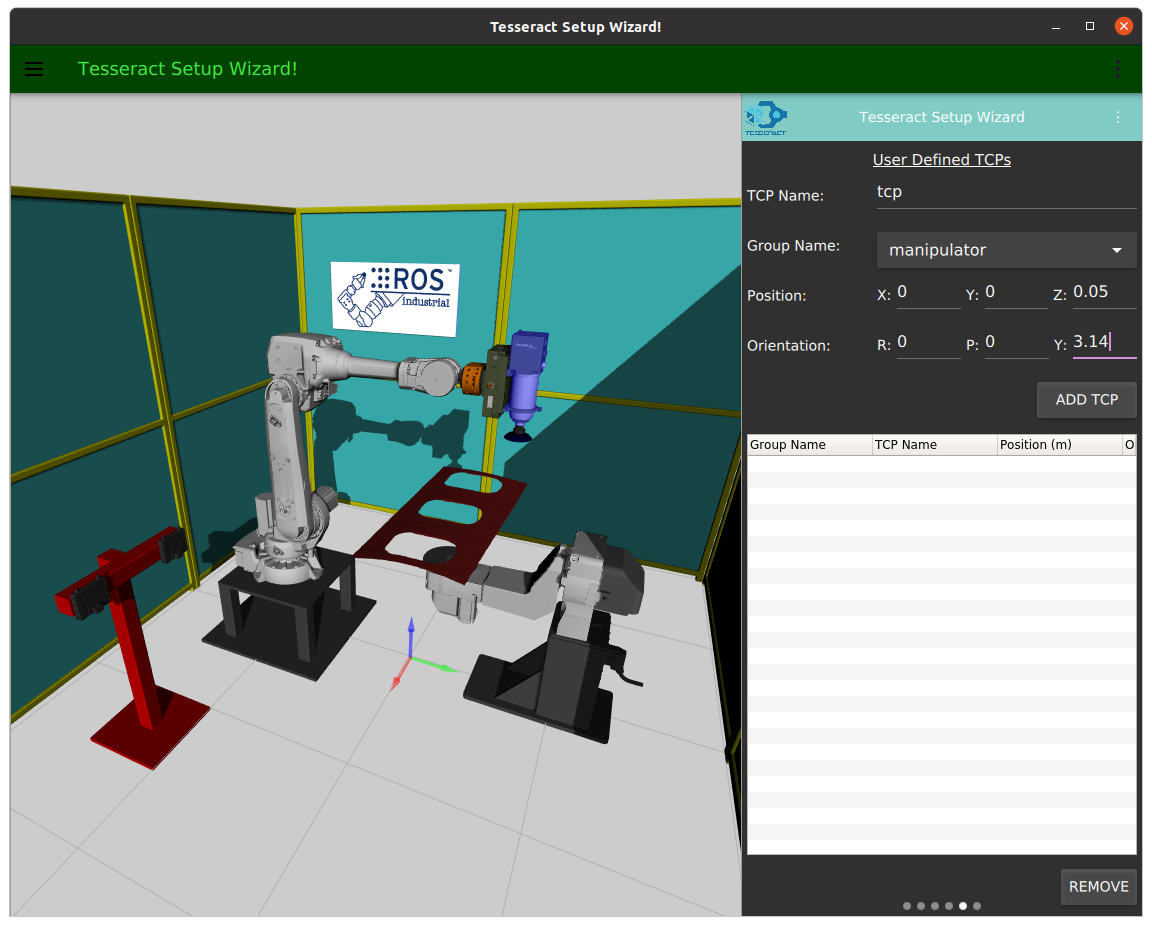 Tesseract Setup Wizard!
Tesseract Setup Wizard!
TESSERACT
Tesseract Setup Wizard
User Defined TCPs
TCP Name: tcp
Group Name: manipulator
Position: X: 0 Y: 0 Z: 0.05
Orientation: R: 0 P: 0 Y: 3.14
ADD TCP
Group Name TCP Name Position (m) O
REMOVE
ROS
industrial